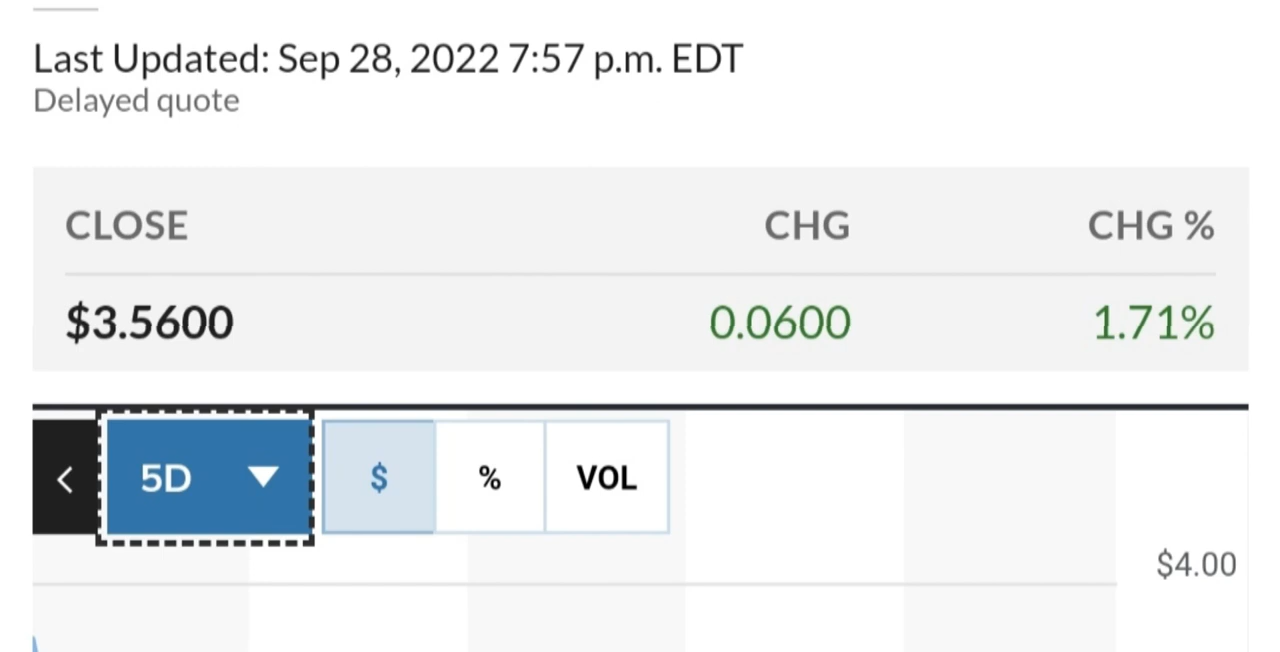 Last Updated: Sep 28, 2022 7:57 p.m. EDT
Delayed quote
CLOSE CHG CHG %
$3.5600 0.0600 1.71%
5D $ % VOL
$4.00